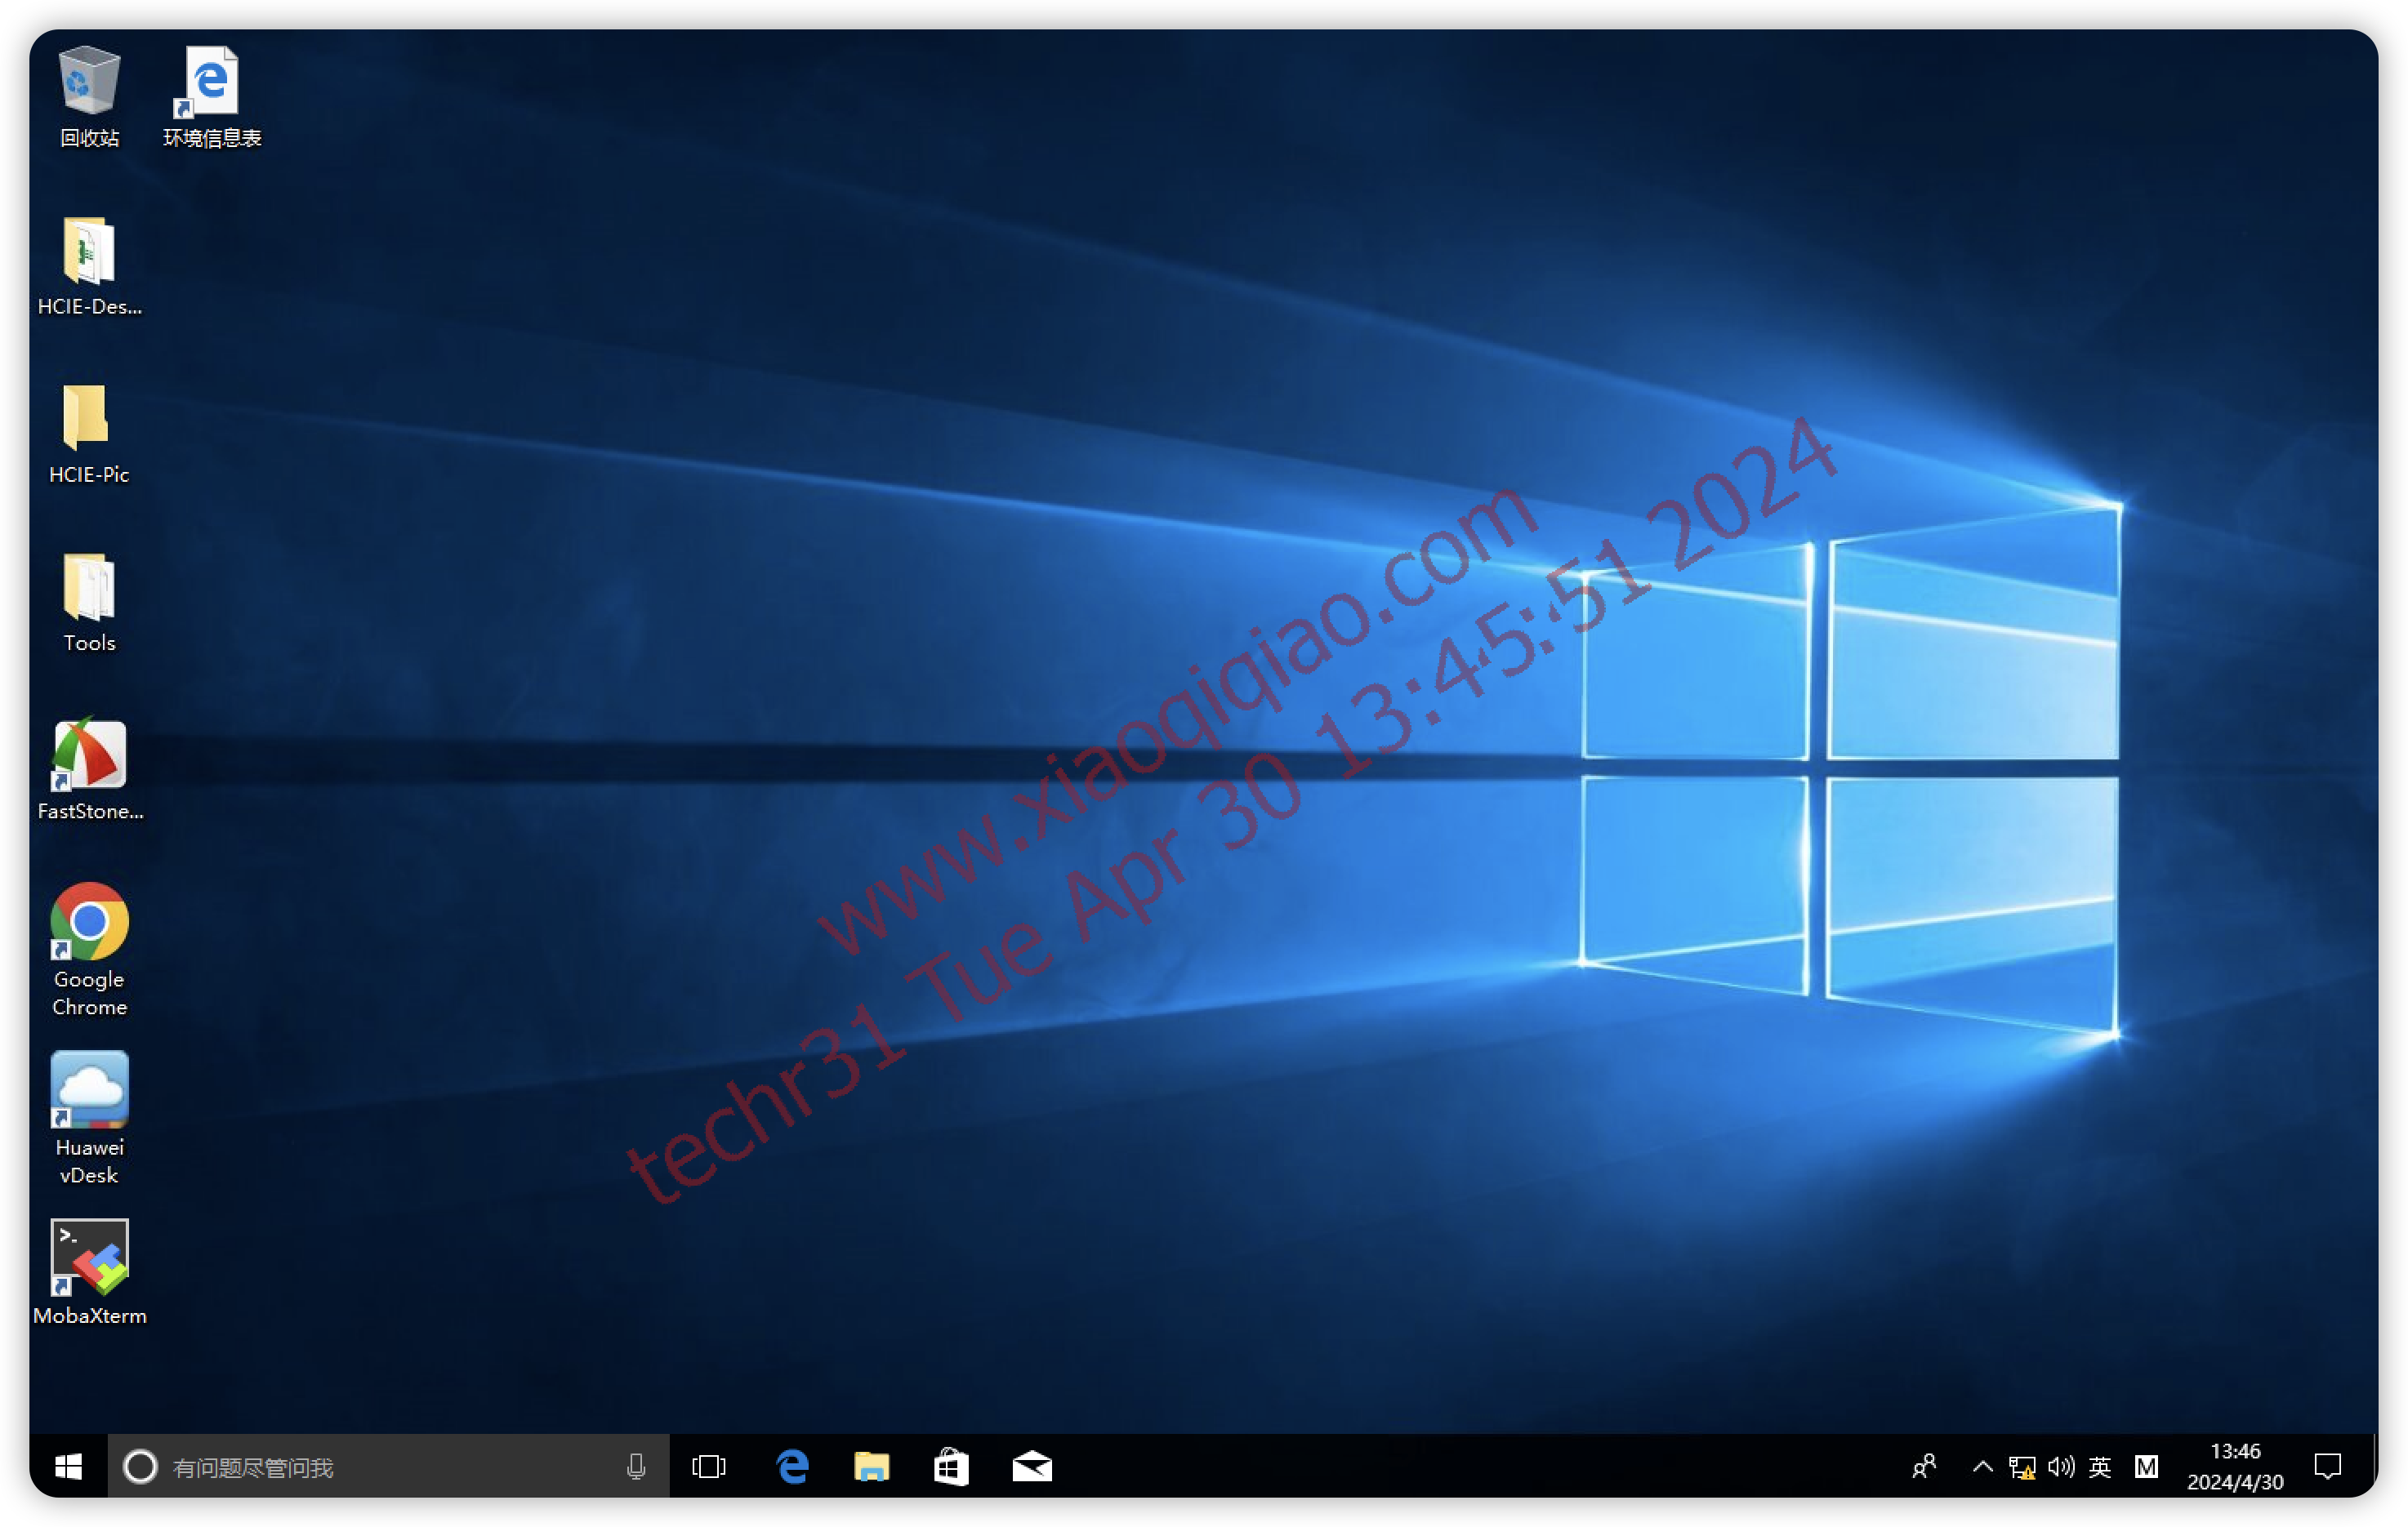 回收站
环境信息表
HCIE-Des...
HCIE-Pic
Tools
FastStone...
Google
Chrome
Huawei
vDesk
>_
MobaXterm
www.xiaoqiqiao.com
techr31 Tue Apr 30 13:45:51 2024
有问题尽管问我
英
M
13:46
2024/4/30